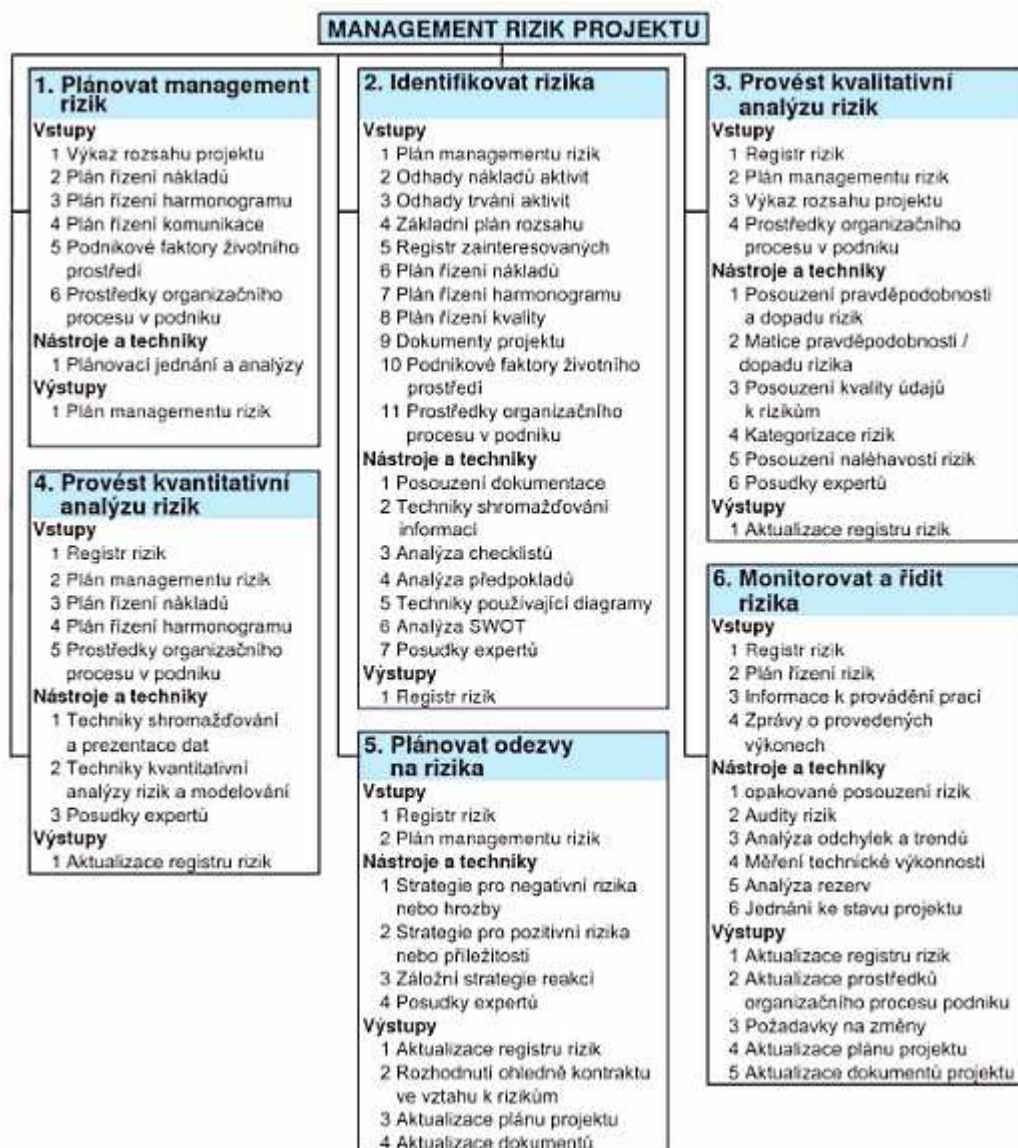 MANAGEMENT RIZIK PROJEKTU
1. Plánovat management
rizik
Vstupy
1 Výkaz rozsahu projektu
2 Plán řízení nákladů
3 Plán řízení harmonogramu
4 Plán řízení komunikace
5 Podnikové faktory životního
prostředí
6 Prostředky organizačního
procesu v podniku
Nástroje a techniky
1 Plánovací jednání a analýzy
Výstupy
1 Plán managementu rizik
2. Identifikovat rizika
Vstupy
1 Plán managementu rizik
2 Odhady nákladů aktivit
3 Odhady trvání aktivit
4 Základní plán rozsahu
5 Registr zainteresovaných
6 Plán řízení nákladů
7 Plán řízení harmonogramu
8 Plán řízení kvality
9 Dokumenty projektu
10 Podnikové faktory životního
prostředí
11 Prostředky organizačního
procesu v podniku
Nástroje a techniky
1 Posouzení dokumentace
2 Techniky shromažďování
informací
3 Analýza checklistů
4 Analýza předpokladů
5 Techniky používající diagramy
6 Analýza SWOT
7 Posudky expertů
Výstupy
1 Registr rizik
3. Provést kvalitativní
analýzu rizik
Vstupy
1 Registr rizik
2 Plán managementu rizik
3 Výkaz rozsahu projektu
4 Prostředky organizačního
procesu v podniku
Nástroje a techniky
1 Posouzení pravděpodobnosti
a dopadu rizik
2 Matice pravděpodobnosti /
dopadu rizika
3 Posouzení kvality údajů
k rizikům
4 Kategorizace rizik
5 Posouzení naléhavosti rizik
6 Posudky expertů
Výstupy
1 Aktualizace registru rizik
4. Provést kvantitativní
analýzu rizik
Vstupy
1 Registr rizik
2 Plán managementu rizik
3 Plán řízení nákladů
4 Plán řízení harmonogramu
5 Prostředky organizačního
procesu v podniku
Nástroje a techniky
1 Techniky shromažďování
a prezentace dat
2 Techniky kvantitativní
analýzy rizik a modelování
3 Posudky expertů
Výstupy
1 Aktualizace registru rizik
5. Plánovat odezvy
na rizika
Vstupy
1 Registr rizik
2 Plán managementu rizik
Nástroje a techniky
1 Strategie pro negativní rizika
nebo hrozby
2 Strategie pro pozitivní rizika
nebo příležitosti
3 Záložní strategie reakcí
4 Posudky expertů
Výstupy
1 Aktualizace registru rizik
2 Rozhodnutí ohledně kontraktu
ve vztahu k rizikům
3 Aktualizace plánu projektu
4 Aktualizace dokumentů
6. Monitorovat a řídit
rizika
Vstupy
1 Registr rizik
2 Plán řízení rizik
3 Informace k provádění prací
4 Zprávy o provedených
výkonech
Nástroje a techniky
1 opakované posouzení rizik
2 Audity rizik
3 Analýza odchylek a trendů
4 Měření technické výkonnosti
5 Analýza rezerv
6 Jednání ke stavu projektu
Výstupy
1 Aktualizace registru rizik
2 Aktualizace prostředků
organizačního procesu podniku
3 Požadavky na změny
4 Aktualizace plánu projektu
5 Aktualizace dokumentů projektu